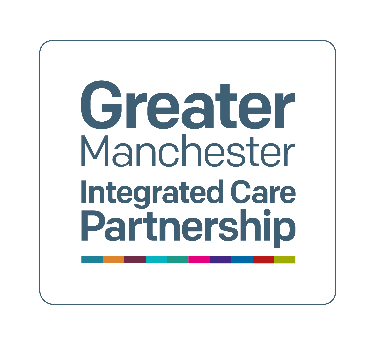 Greater
Manchester
Integrated Care
Partnership